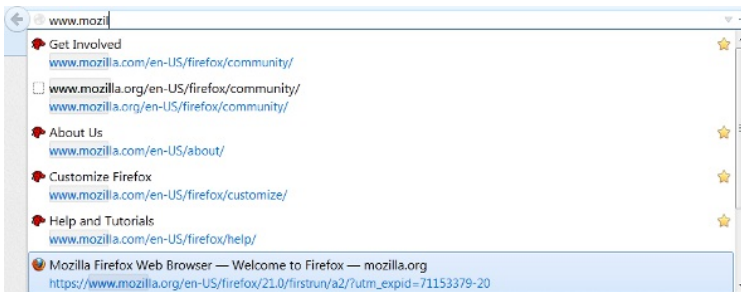 www.mozil
Get Involved
www.mozilla.com/en-US/firefox/community/
www.mozilla.org/en-US/firefox/community/
www.mozilla.org/en-US/firefox/community/
About Us
www.mozilla.com/en-US/about/
Customize Firefox
www.mozilla.com/en-US/firefox/customize/
Help and Tutorials
www.mozilla.com/en-US/firefox/help/
Mozilla Firefox Web Browser — Welcome to Firefox — mozilla.org
https://www.mozilla.org/en-US/firefox/21.0/firstrun/a2/?utm_expid=71153379-20